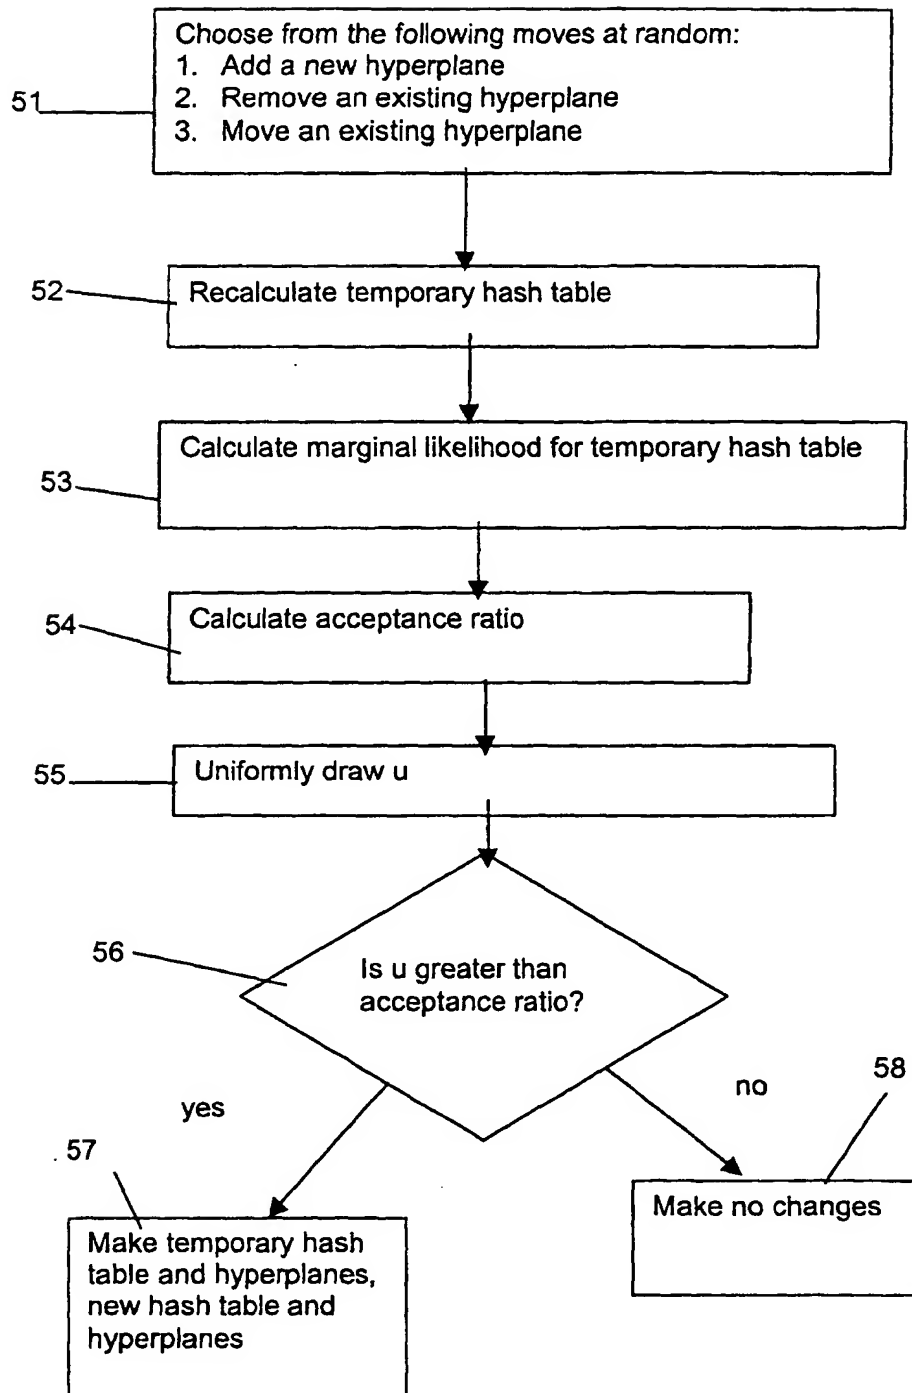 Choose from the following moves at random:
1. Add a new hyperplane
2. Remove an existing hyperplane
3. Move an existing hyperplane
51
52
Recalculate temporary hash table
Calculate marginal likelihood for temporary hash table
53
54
Calculate acceptance ratio
55
Uniformly draw u
56
Is u greater than
acceptance ratio?
yes
no
58
57
Make no changes
Make temporary hash
table and hyperplanes,
new hash table and
hyperplanes